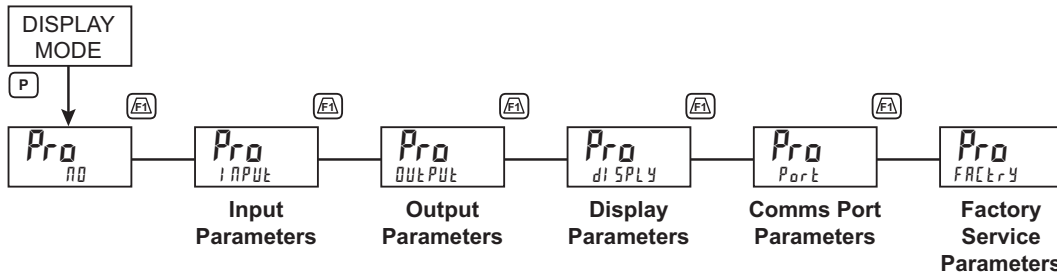 DISPLAY
MODE
P
F1
F1
F1
F1
F1
Pro
NO
Pro
INPUt
Pro
OUtPUt
Pro
dISPLY
Pro
Port
Pro
FACtrY
Input
Parameters
Output
Parameters
Display
Parameters
Comms Port
Parameters
Factory
Service
Parameters